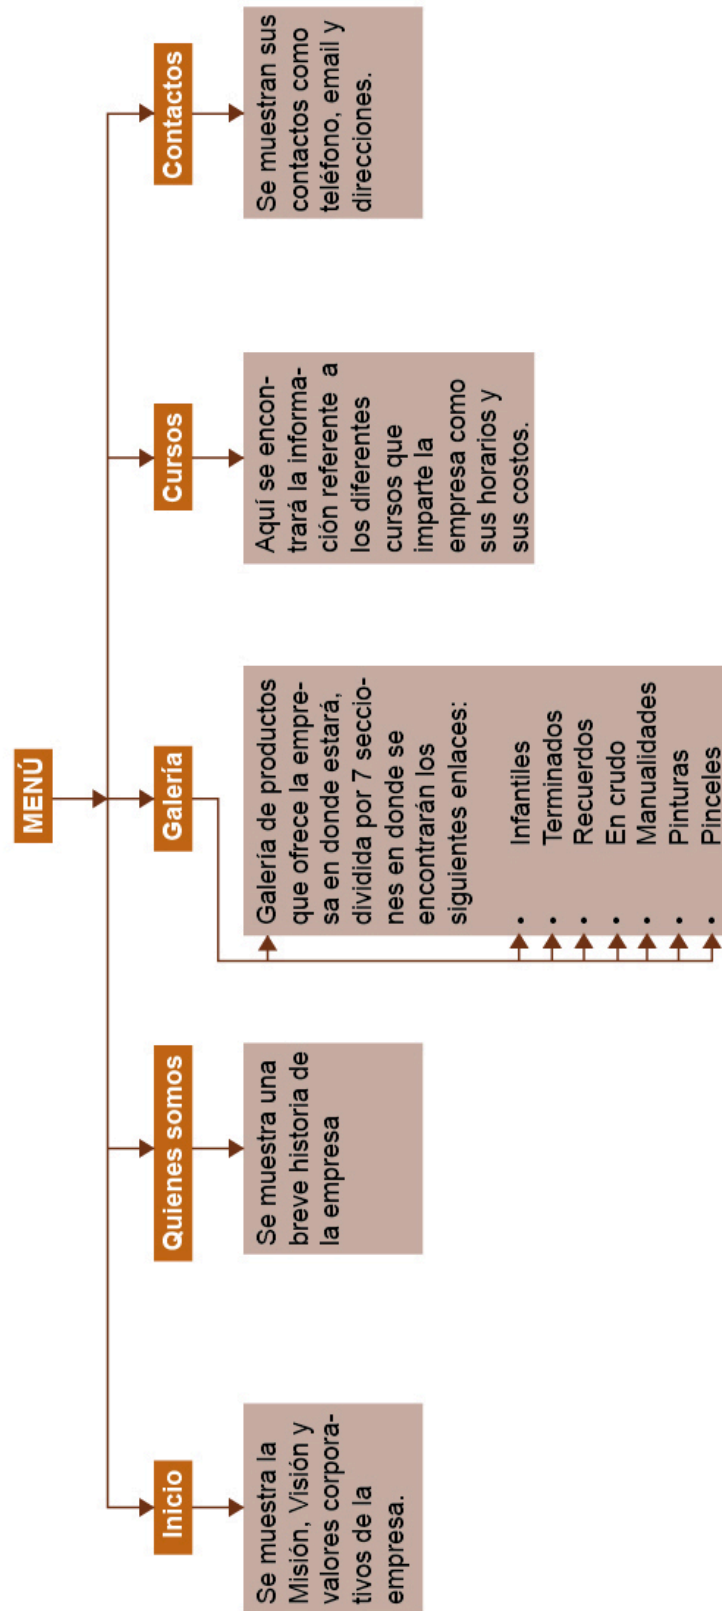 MENÚ
Inicio
Se muestra la
Misión, Visión y
valores corpora-
tivos de la
empresa.
Quienes somos
Se muestra una
breve historia de
la empresa
Galería
Galería de productos
que ofrece la empre-
sa en donde estará,
dividida por 7 seccio-
nes en donde se
encontrarán los
siguientes enlaces:
• Infantiles
• Terminados
• Recuerdos
• En crudo
• Manualidades
• Pinturas
• Pinceles
Cursos
Aquí se encon-
trará la informa-
ción referente a
los diferentes
cursos que
imparte la
empresa como
sus horarios y
sus costos.
Contactos
Se muestran sus
contactos como
teléfono, email y
direcciones.